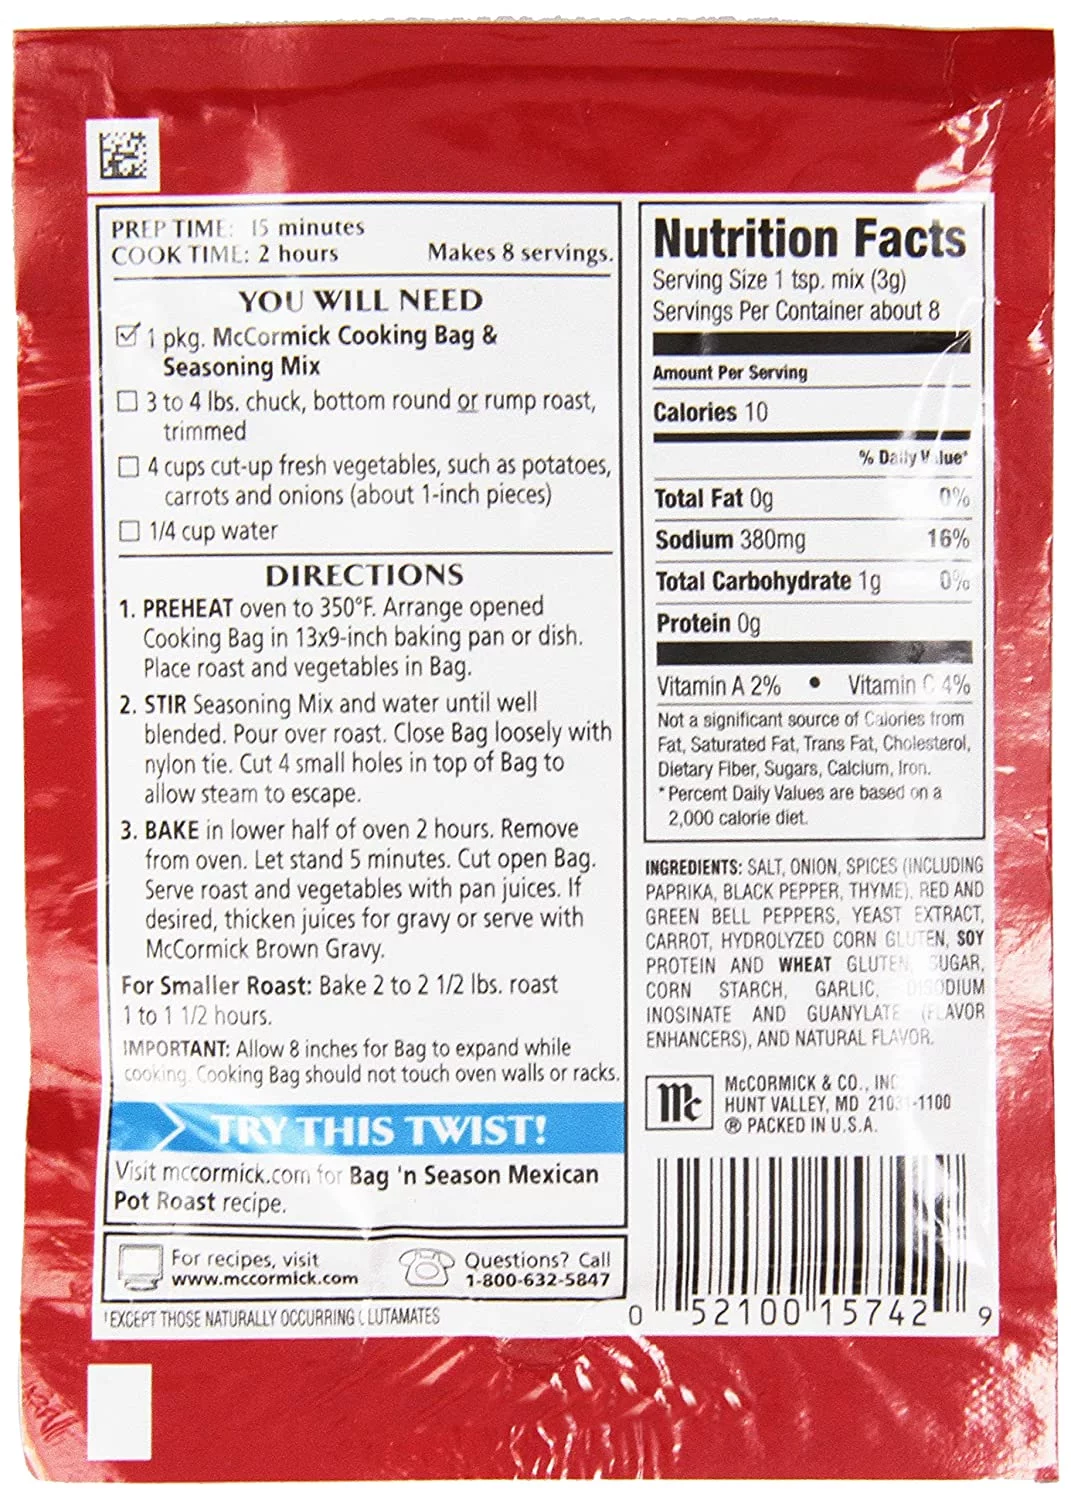 PREP TIME: 15 minutes
COOK TIME: 2 hours Makes 8 servings.
YOU WILL NEED
1 pkg. McCormick Cooking Bag &
Seasoning Mix
3 to 4 lbs. chuck, bottom round or rump roast,
trimmed
4 cups cut-up fresh vegetables, such as potatoes,
carrots and onions (about 1-inch pieces)
1/4 cup water
DIRECTIONS
1. PREHEAT oven to 350°F. Arrange opened
Cooking Bag in 13x9-inch baking pan or dish.
Place roast and vegetables in Bag.
2. STIR Seasoning Mix and water until well
blended. Pour over roast. Close Bag loosely with
nylon tie. Cut 4 small holes in top of Bag to
allow steam to escape.
3. BAKE in lower half of oven 2 hours. Remove
from oven. Let stand 5 minutes. Cut open Bag.
Serve roast and vegetables with pan juices. If
desired, thicken juices for gravy or serve with
McCormick Brown Gravy.
For Smaller Roast: Bake 2 to 2 1/2 lbs. roast
1 to 1 1/2 hours.
IMPORTANT: Allow 8 inches for Bag to expand while
cooking. Cooking Bag should not touch oven walls or racks.
TRY THIS TWIST!
Visit mccormick.com for Bag 'n Season Mexican
Pot Roast recipe.
For recipes, visit
www.mccormick.com
Questions? Call
1-800-632-5847
†EXCEPT THOSE NATURALLY OCCURRING GLUTAMATES
Nutrition Facts
Serving Size 1 tsp. mix (3g)
Servings Per Container about 8
Amount Per Serving
Calories 10
% Daily Value*
Total Fat 0g 0%
Sodium 380mg 16%
Total Carbohydrate 1g 0%
Protein 0g
Vitamin A 2% • Vitamin C 4%
Not a significant source of Calories from
Fat, Saturated Fat, Trans Fat, Cholesterol,
Dietary Fiber, Sugars, Calcium, Iron.
*Percent Daily Values are based on a
2,000 calorie diet.
INGREDIENTS: SALT, ONION, SPICES (INCLUDING
PAPRIKA, BLACK PEPPER, THYME), RED AND
GREEN BELL PEPPERS, YEAST EXTRACT,
CARROT, HYDROLYZED CORN GLUTEN, SOY
PROTEIN AND WHEAT GLUTEN, SUGAR,
CORN STARCH, GARLIC, DISODIUM
INOSINATE AND GUANYLATE (FLAVOR
ENHANCERS), AND NATURAL FLAVOR.
Mc
McCORMICK & CO., INC.
HUNT VALLEY, MD 21031-1100
® PACKED IN U.S.A.
0 52100 15742 9